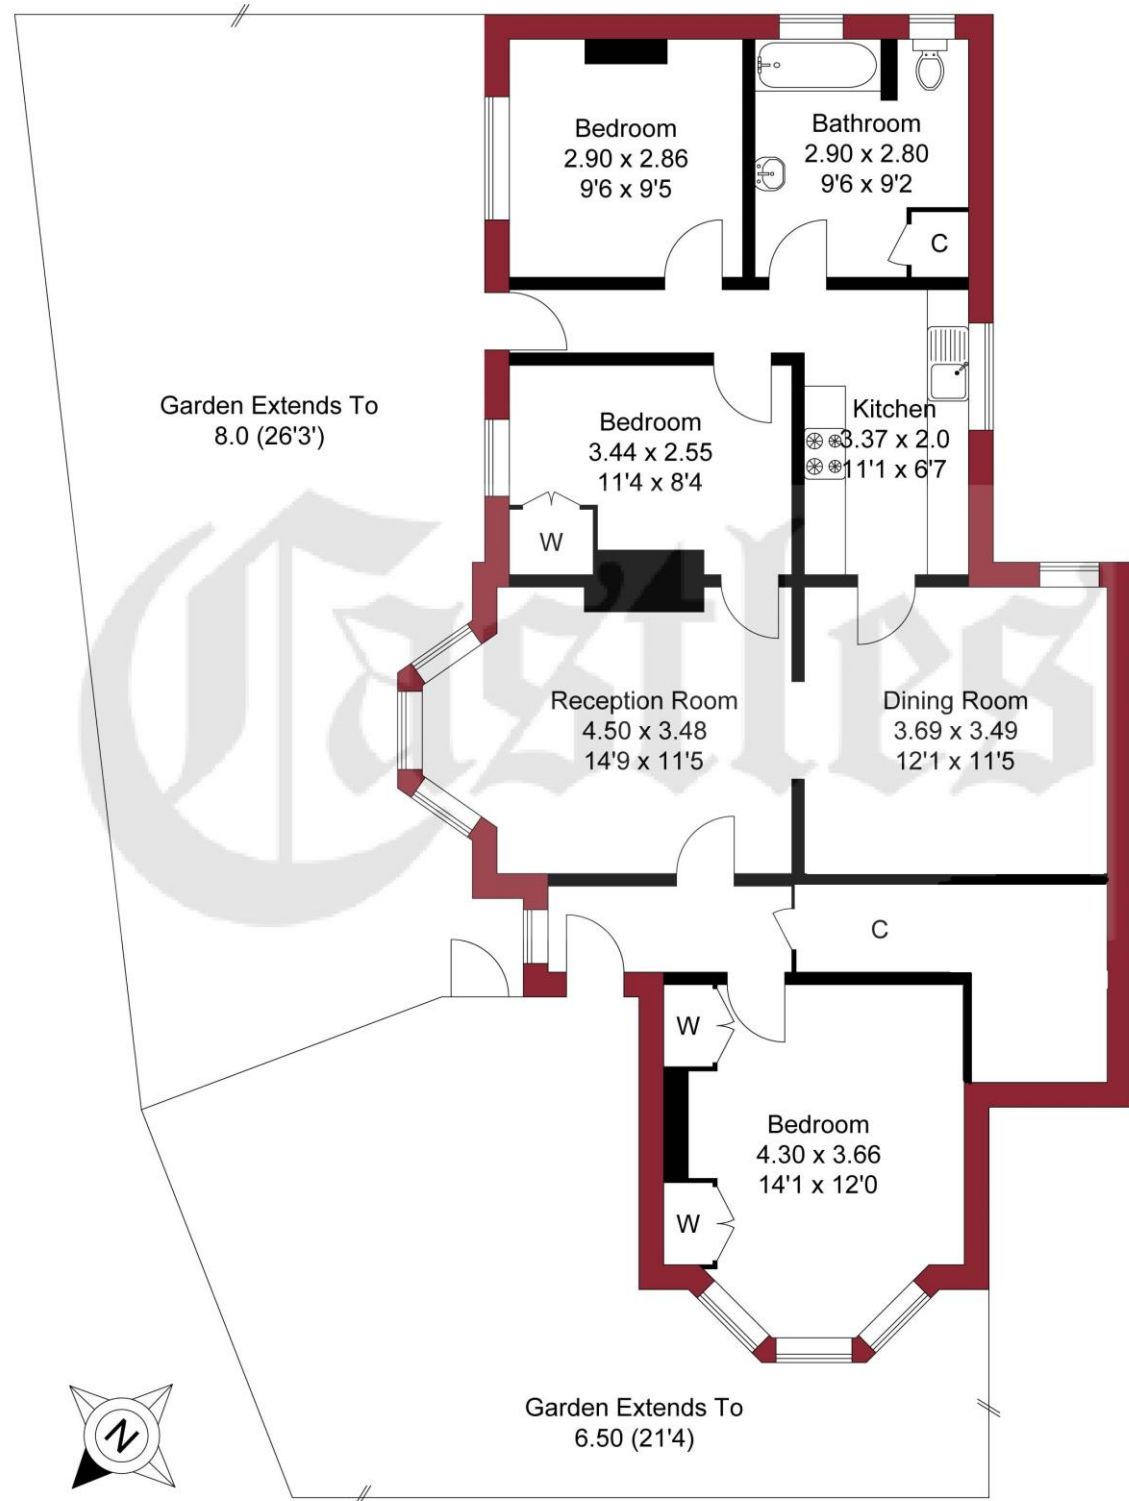 Bedroom
2.90 x 2.86
9'6 x 9'5
Bathroom
2.90 x 2.80
9'6 x 9'2
C
Garden Extends To
8.0 (26'3')
Bedroom
3.44 x 2.55
11'4 x 8'4
W
Kitchen
3.37 x 2.0
11'1 x 6'7
Castles
Reception Room
4.50 x 3.48
14'9 x 11'5
Dining Room
3.69 x 3.49
12'1 x 11'5
C
W
Bedroom
4.30 x 3.66
14'1 x 12'0
W
Garden Extends To
6.50 (21'4)
N